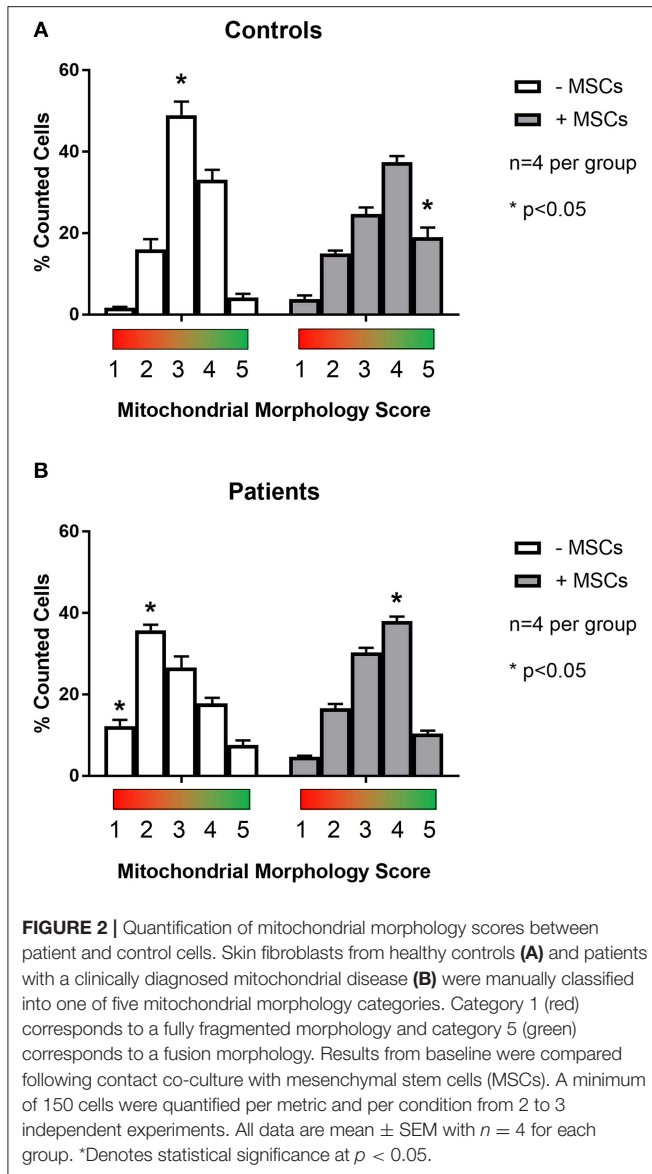 A
Controls
60
40
20
0
% Counted Cells
*
*
- MSCs
+ MSCs
n=4 per group
* p<0.05
1 2 3 4 5 1 2 3 4 5
Mitochondrial Morphology Score
B
Patients
60
40
20
0
% Counted Cells
*
*
*
- MSCs
+ MSCs
n=4 per group
* p<0.05
1 2 3 4 5 1 2 3 4 5
Mitochondrial Morphology Score
FIGURE 2 | Quantification of mitochondrial morphology scores between
patient and control cells. Skin fibroblasts from healthy controls (A) and patients
with a clinically diagnosed mitochondrial disease (B) were manually classified
into one of five mitochondrial morphology categories. Category 1 (red)
corresponds to a fully fragmented morphology and category 5 (green)
corresponds to a fusion morphology. Results from baseline were compared
following contact co-culture with mesenchymal stem cells (MSCs). A minimum
of 150 cells were quantified per metric and per condition from 2 to 3
independent experiments. All data are mean ± SEM with n = 4 for each
group. *Denotes statistical significance at p < 0.05.